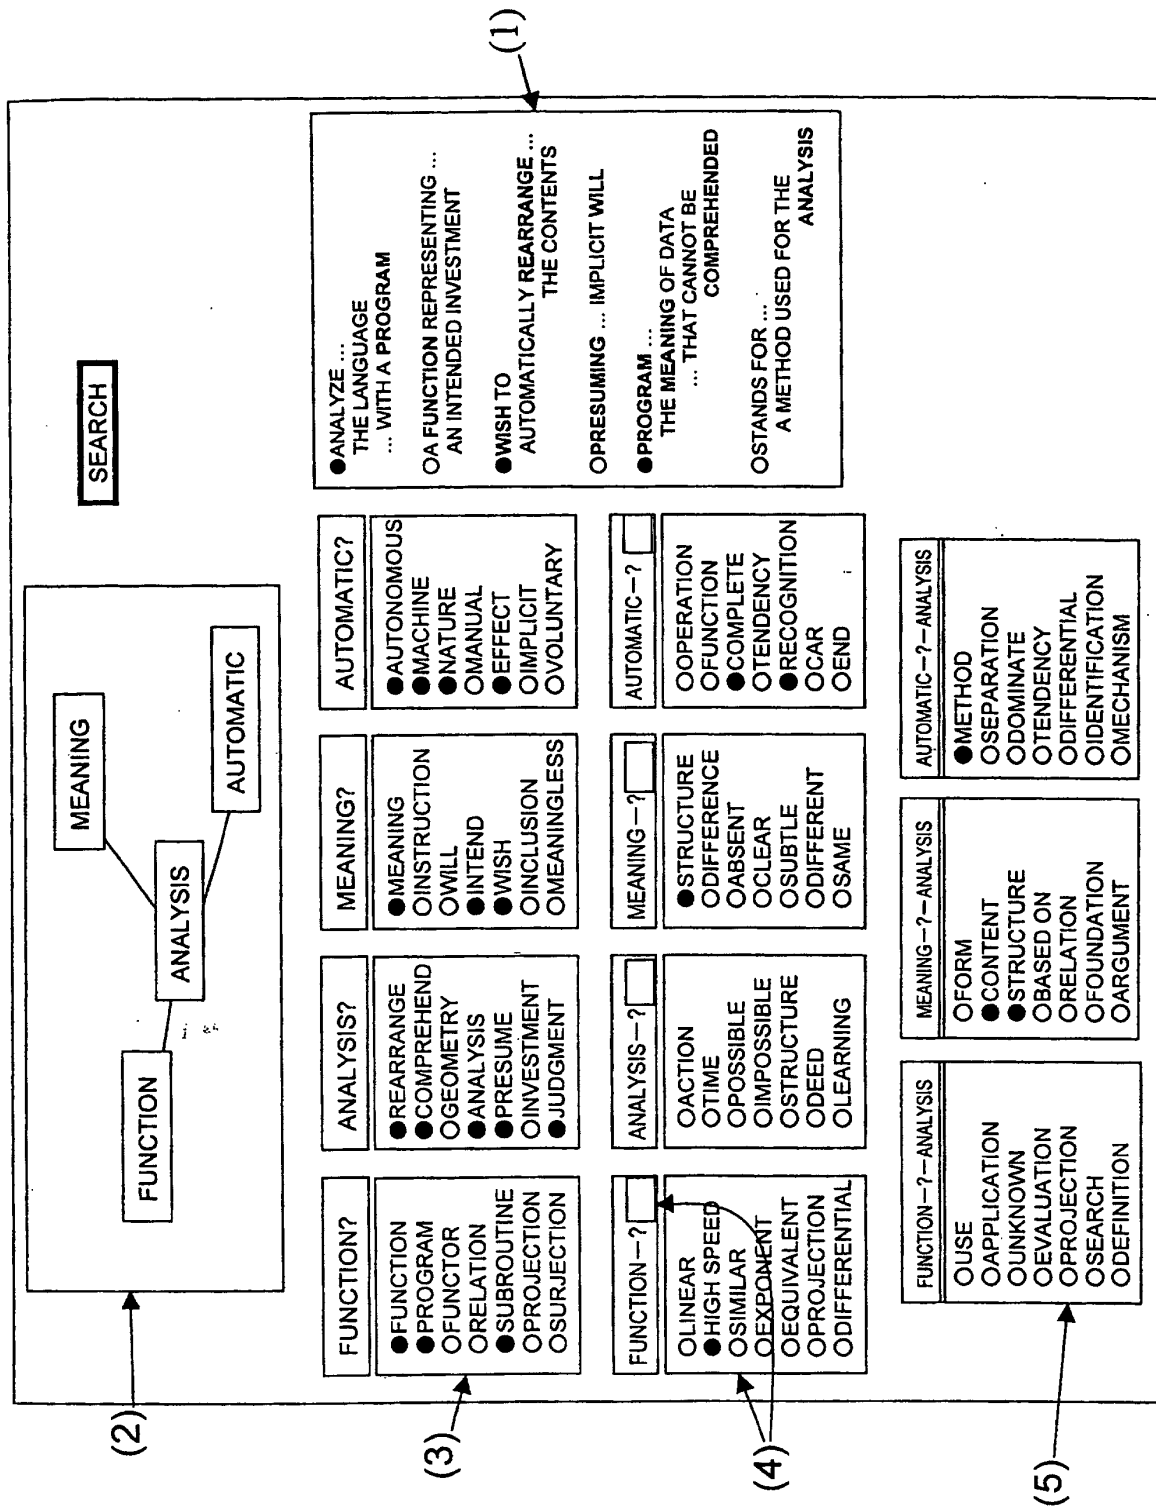 (2)
FUNCTION
ANALYSIS
MEANING
AUTOMATIC
SEARCH
(3)
FUNCTION?
●FUNCTION
●PROGRAM
○FUNCTOR
○RELATION
●SUBROUTINE
○PROJECTION
○SURJECTION
ANALYSIS?
●REARRANGE
●COMPREHEND
○GEOMETRY
●ANALYSIS
●PRESUME
○INVESTMENT
●JUDGMENT
MEANING?
●MEANING
○INSTRUCTION
○WILL
●INTEND
●WISH
○INCLUSION
○MEANINGLESS
AUTOMATIC?
●AUTONOMOUS
●MACHINE
●NATURE
○MANUAL
●EFFECT
○IMPLICIT
○VOLUNTARY
(4)
FUNCTION—?
○LINEAR
●HIGH SPEED
○SIMILAR
○EXPONENT
○EQUIVALENT
○PROJECTION
○DIFFERENTIAL
ANALYSIS—?
○ACTION
○TIME
○POSSIBLE
○IMPOSSIBLE
○STRUCTURE
○DEED
○LEARNING
MEANING—?
●STRUCTURE
○DIFFERENCE
○ABSENT
○CLEAR
○SUBTLE
○DIFFERENT
○SAME
AUTOMATIC—?
○OPERATION
○FUNCTION
●COMPLETE
○TENDENCY
●RECOGNITION
○CAR
○END
(5)
FUNCTION—?—ANALYSIS
○USE
○APPLICATION
○UNKNOWN
○EVALUATION
○PROJECTION
○SEARCH
○DEFINITION
MEANING—?—ANALYSIS
○FORM
●CONTENT
●STRUCTURE
○BASED ON
○RELATION
○FOUNDATION
○ARGUMENT
AUTOMATIC—?—ANALYSIS
●METHOD
○SEPARATION
○DOMINATE
○TENDENCY
○DIFFERENTIAL
○IDENTIFICATION
○MECHANISM
●ANALYZE ...
THE LANGUAGE
... WITH A PROGRAM
○A FUNCTION REPRESENTING ...
AN INTENDED INVESTMENT
●WISH TO
AUTOMATICALLY REARRANGE ...
THE CONTENTS
○PRESUMING ... IMPLICIT WILL
●PROGRAM ...
THE MEANING OF DATA
... THAT CANNOT BE
COMPREHENDED
○STANDS FOR ...
A METHOD USED FOR THE
ANALYSIS
(1)